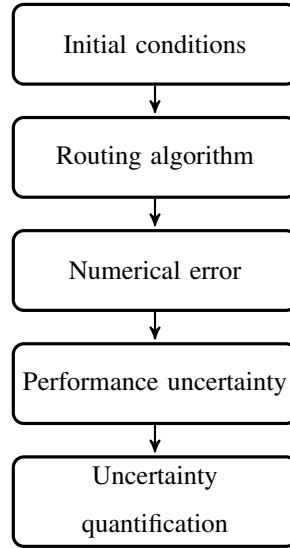 Initial conditions
Routing algorithm
Numerical error
Performance uncertainty
Uncertainty
quantification